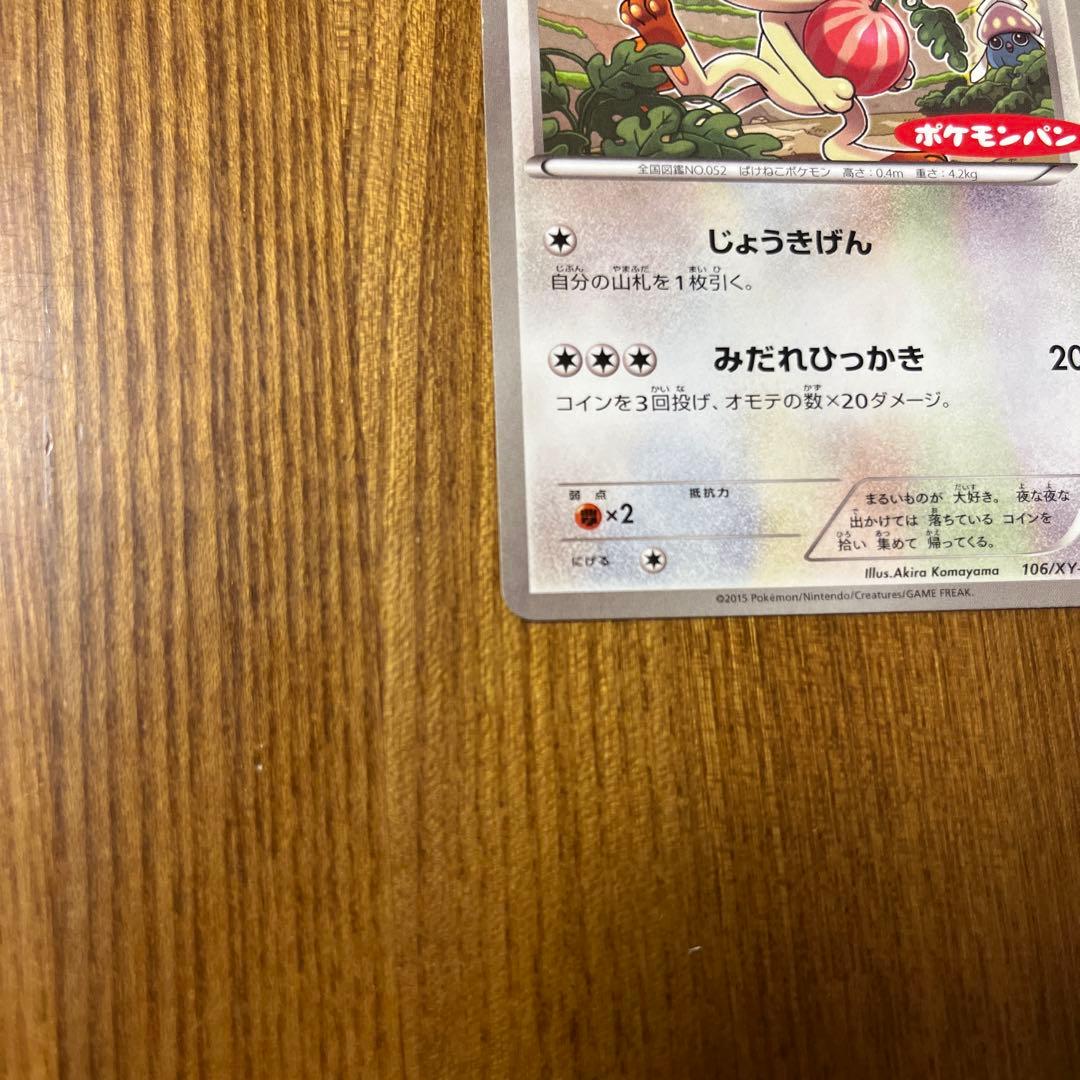 ポケモンパン
全国図鑑NO.052 ばけねこポケモン 高さ:0.4m 重さ:4.2kg
じょうきげん
自分の山札を1枚引く。
みだれひっかき 20
コインを3回投げ、オモテの数×20ダメージ。
弱点 抵抗力
×2
にげる
まるいものが 大好き。 夜な夜な
出かけては 落ちている コインを
拾い 集めて 帰ってくる。
Illus.Akira Komayama 106/XY-
©2015 Pokémon/Nintendo/Creatures/GAME FREAK.